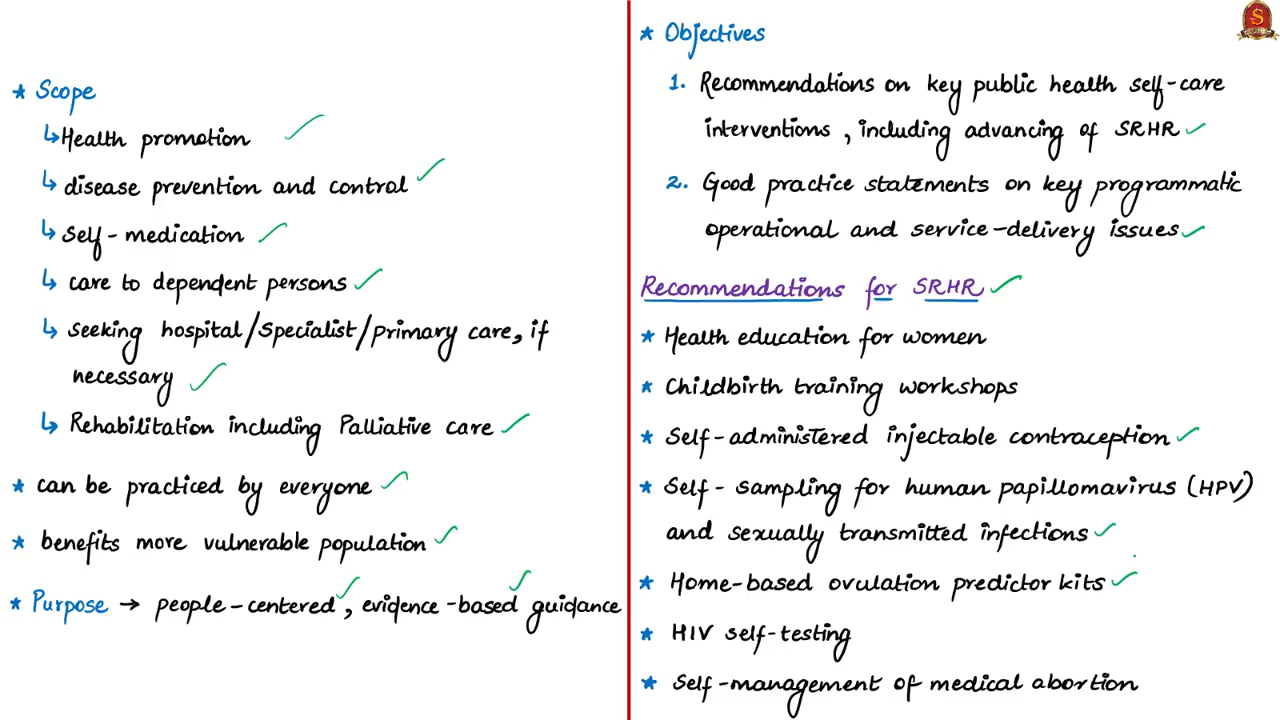 * Scope
↳ Health promotion
↳ disease prevention and control
↳ Self-medication
↳ care to dependent persons
↳ seeking hospital/Specialist/primary care, if
necessary
↳ Rehabilitation including Palliative care
* can be practiced by everyone
* benefits more vulnerable population
* Purpose → people-centered, evidence-based guidance
* Objectives
1. Recommendations on key public health self-care
interventions, including advancing of SRHR
2. Good practice statements on key programmatic
operational and service-delivery issues
Recommendations for SRHR
* Health education for women
* Childbirth training workshops
* Self-administered injectable contraception
* Self-sampling for human papillomavirus (HPV)
and sexually transmitted infections
* Home-based ovulation predictor kits
* HIV self-testing
* Self-management of medical abortion
S